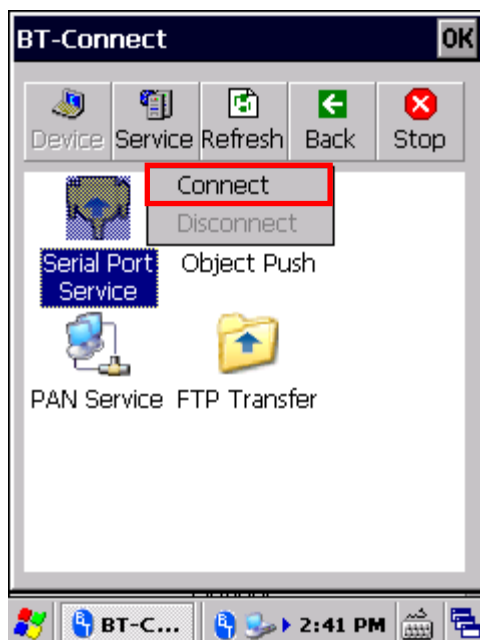 BT-Connect OK
Device Service Refresh Back Stop
Connect
Disconnect
Serial Port Service
Object Push
PAN Service
FTP Transfer
BT-C... 2:41 PM